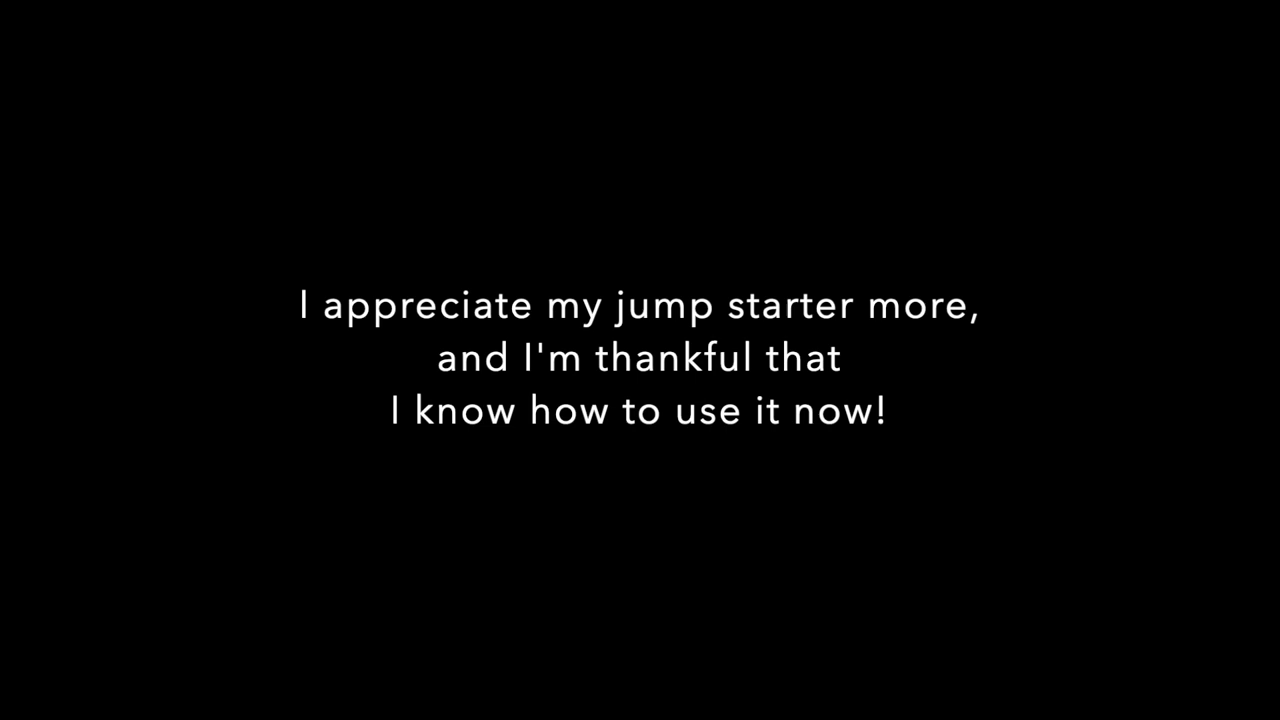 I appreciate my jump starter more,
and I'm thankful that
I know how to use it now!